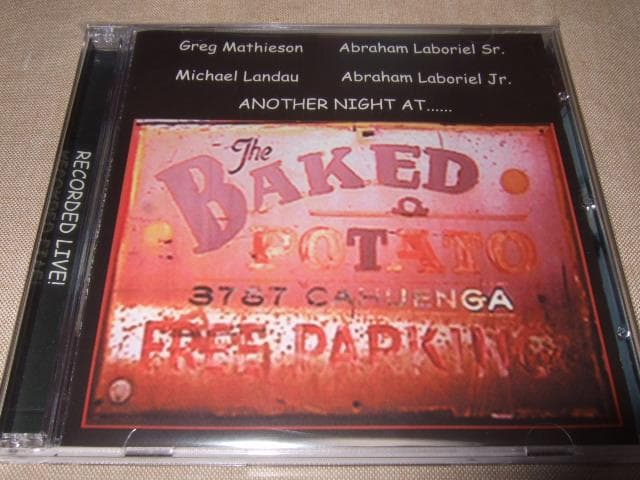 Greg Mathieson Abraham Laboriel Sr.
Michael Landau Abraham Laboriel Jr.
ANOTHER NIGHT AT......
The
BAKED
POTATO
3787 CAHUENGA
FREE PARKING
RECORDED LIVE!